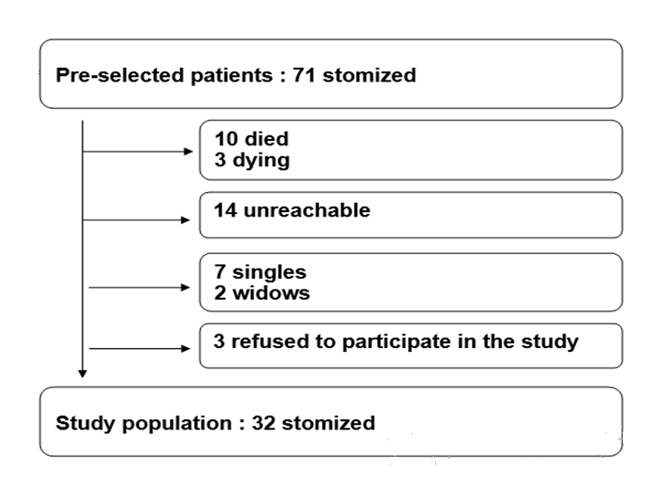 Pre-selected patients : 71 stomized
10 died
3 dying
14 unreachable
7 singles
2 widows
3 refused to participate in the study
Study population : 32 stomized